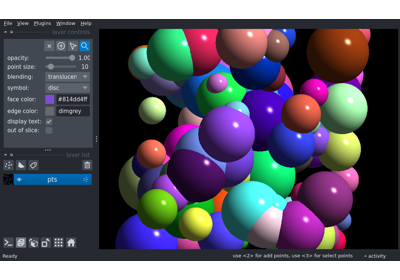 File View Plugins Window Help
layer controls
opacity: 1.00
point size: 10
blending: translucen
symbol: disc
face color: #814dd4ff
edge color: dimgrey
display text:
out of slice:
layer list
pts
Ready use <2> for add points, use <3> for select points activity